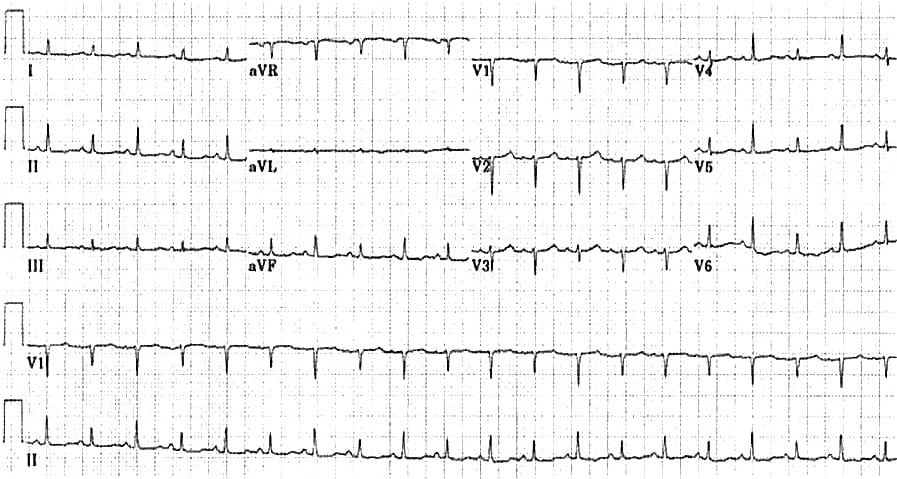 I aVR V1 V4
II aVL V2 V5
III aVF V3 V6
V1
II